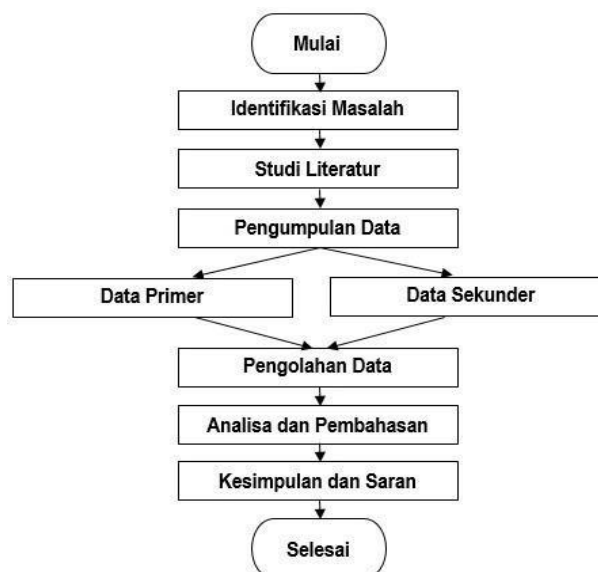 Mulai
Identifikasi Masalah
Studi Literatur
Pengumpulan Data
Data Primer
Data Sekunder
Pengolahan Data
Analisa dan Pembahasan
Kesimpulan dan Saran
Selesai